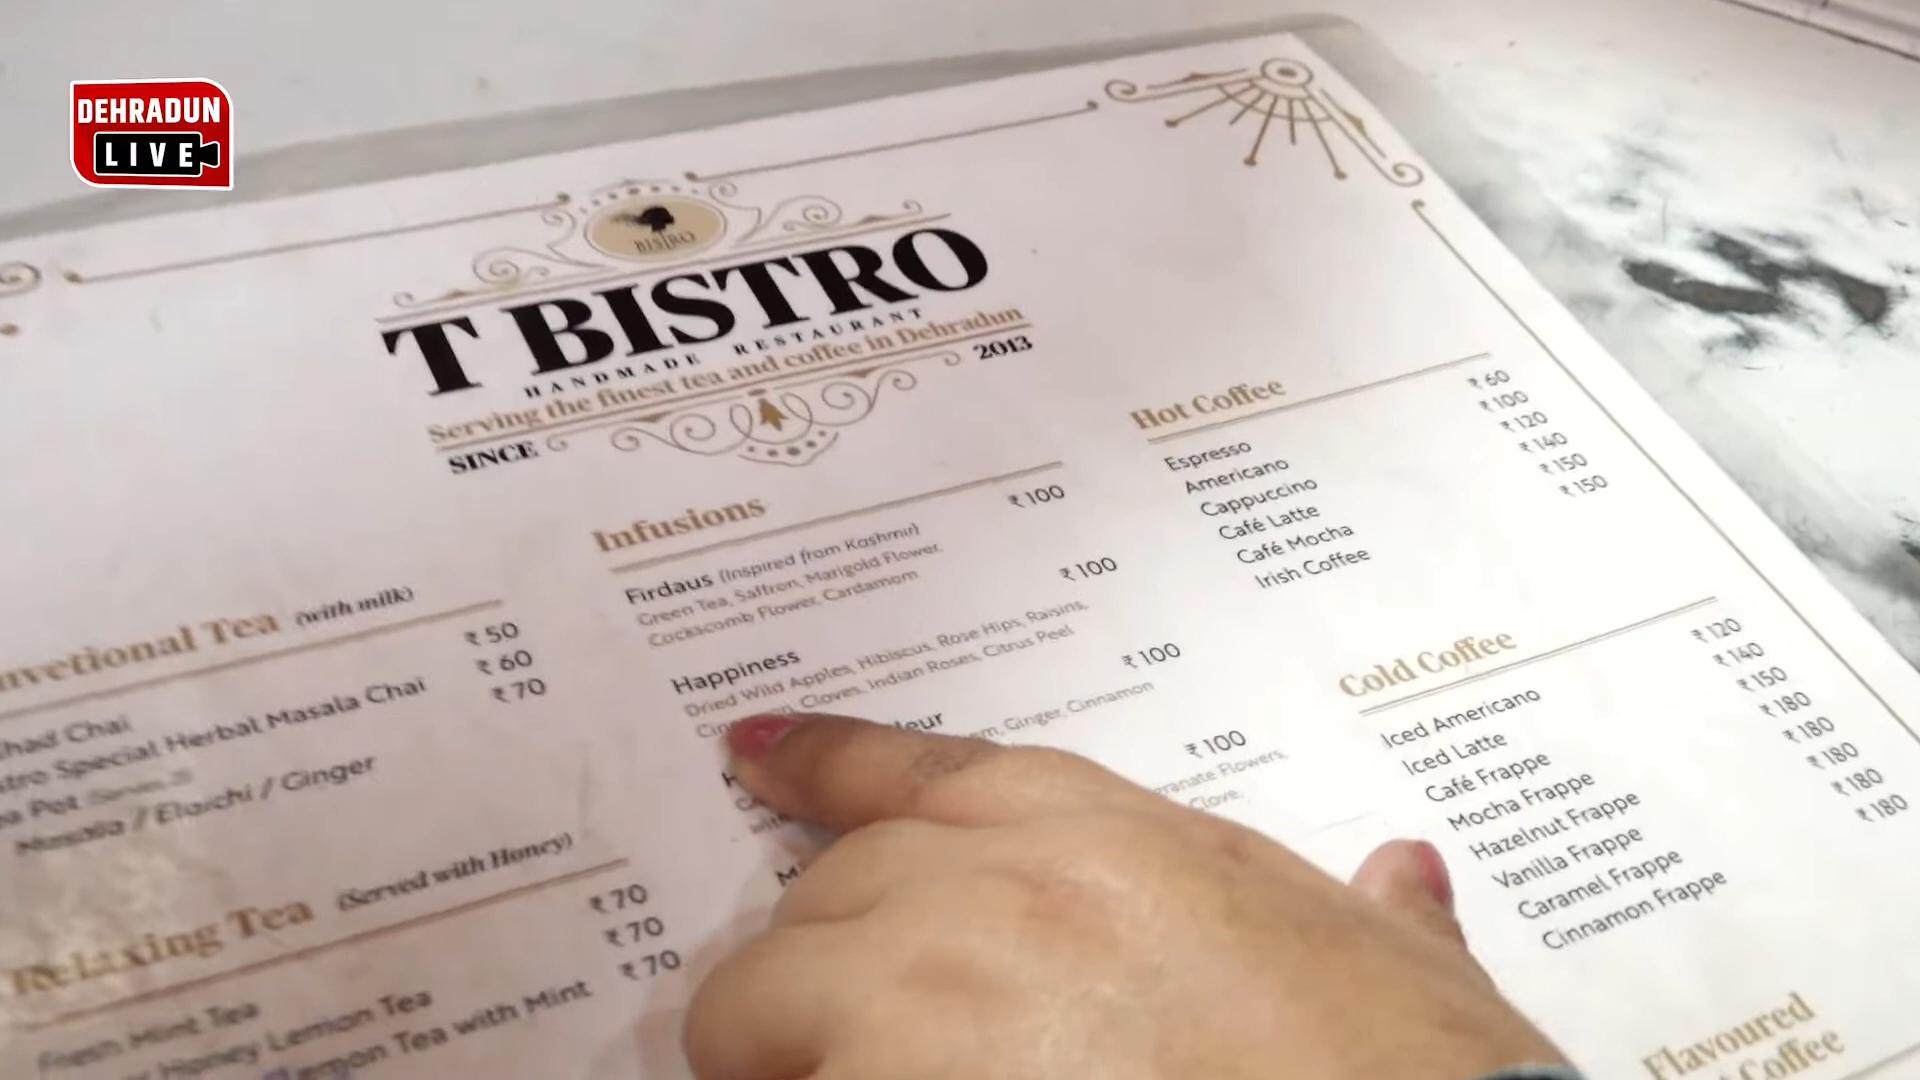 DEHRADUN
LIVE
BISTRO
T BISTRO
HANDMADE RESTAURANT
Serving the finest tea and coffee in Dehradun
SINCE 2013
(with milk)
Chai ₹ 50
Special Herbal Masala Chai ₹ 60
Pot (Serves 2) ₹ 70
Masala / Elaichi / Ginger
Relaxing Tea (Served with Honey)
Fresh Mint Tea ₹ 70
Honey Lemon Tea ₹ 70
Tea with Mint ₹ 70
Infusions
Firdaus (Inspired from Kashmir) ₹ 100
Green Tea, Saffron, Marigold Flower,
Cockscomb Flower, Cardamom
Happiness ₹ 100
Dried Wild Apples, Hibiscus, Rose Hips, Raisins,
Cloves, Indian Roses, Citrus Peel
₹ 100
Ginger, Cinnamon
₹ 100
Flowers,
Clove,
Hot Coffee
Espresso ₹ 60
Americano ₹ 100
Cappuccino ₹ 120
Café Latte ₹ 140
Café Mocha ₹ 150
Irish Coffee ₹ 150
Cold Coffee
Iced Americano ₹ 120
Iced Latte ₹ 140
Café Frappe ₹ 150
Mocha Frappe ₹ 180
Hazelnut Frappe ₹ 180
Vanilla Frappe ₹ 180
Caramel Frappe ₹ 180
Cinnamon Frappe ₹ 180
Flavoured
Coffee